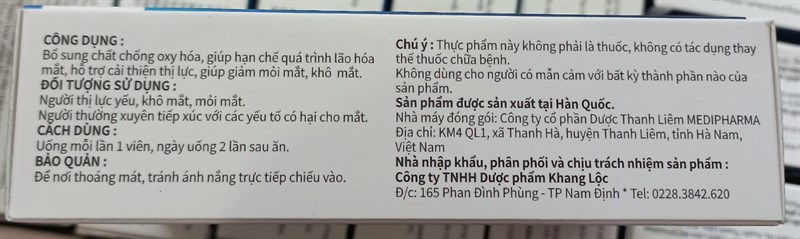 CÔNG DỤNG :
Bổ sung chất chống oxy hóa, giúp hạn chế quá trình lão hóa
mắt, hỗ trợ cải thiện thị lực, giúp giảm mỏi mắt, khô mắt.
ĐỐI TƯỢNG SỬ DỤNG :
Người thị lực yếu, khô mắt, mỏi mắt.
Người thường xuyên tiếp xúc với các yếu tố có hại cho mắt.
CÁCH DÙNG :
Uống mỗi lần 1 viên, ngày uống 2 lần sau ăn.
BẢO QUẢN :
Để nơi thoáng mát, tránh ánh nắng trực tiếp chiếu vào.
Chú ý : Thực phẩm này không phải là thuốc, không có tác dụng thay
thế thuốc chữa bệnh.
Không dùng cho người có mẫn cảm với bất kỳ thành phần nào của
sản phẩm.
Sản phẩm được sản xuất tại Hàn Quốc.
Nhà máy đóng gói: Công ty cổ phần Dược Thanh Liêm MEDIPHARMA
Địa chỉ: KM4 QL1, xã Thanh Hà, huyện Thanh Liêm, tỉnh Hà Nam,
Việt Nam
Nhà nhập khẩu, phân phối và chịu trách nhiệm sản phẩm :
Công ty TNHH Dược phẩm Khang Lộc
Đ/c: 165 Phan Đình Phùng - TP Nam Định * Tel: 0228.3842.620